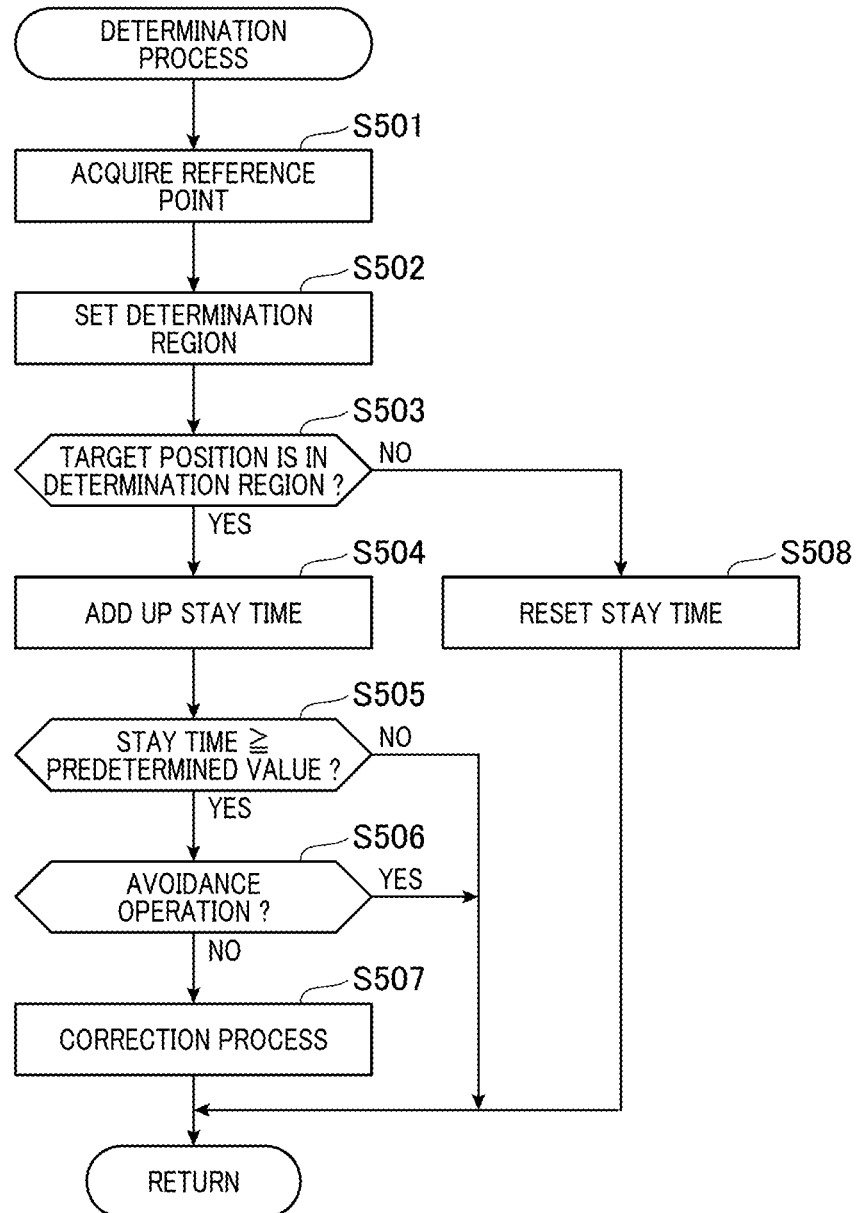 DETERMINATION
PROCESS
S501
ACQUIRE REFERENCE
POINT
S502
SET DETERMINATION
REGION
S503
TARGET POSITION IS IN
DETERMINATION REGION ?
NO
YES
S504
ADD UP STAY TIME
S508
RESET STAY TIME
S505
STAY TIME ≧
PREDETERMINED VALUE ?
NO
YES
S506
AVOIDANCE
OPERATION ?
YES
NO
S507
CORRECTION PROCESS
RETURN